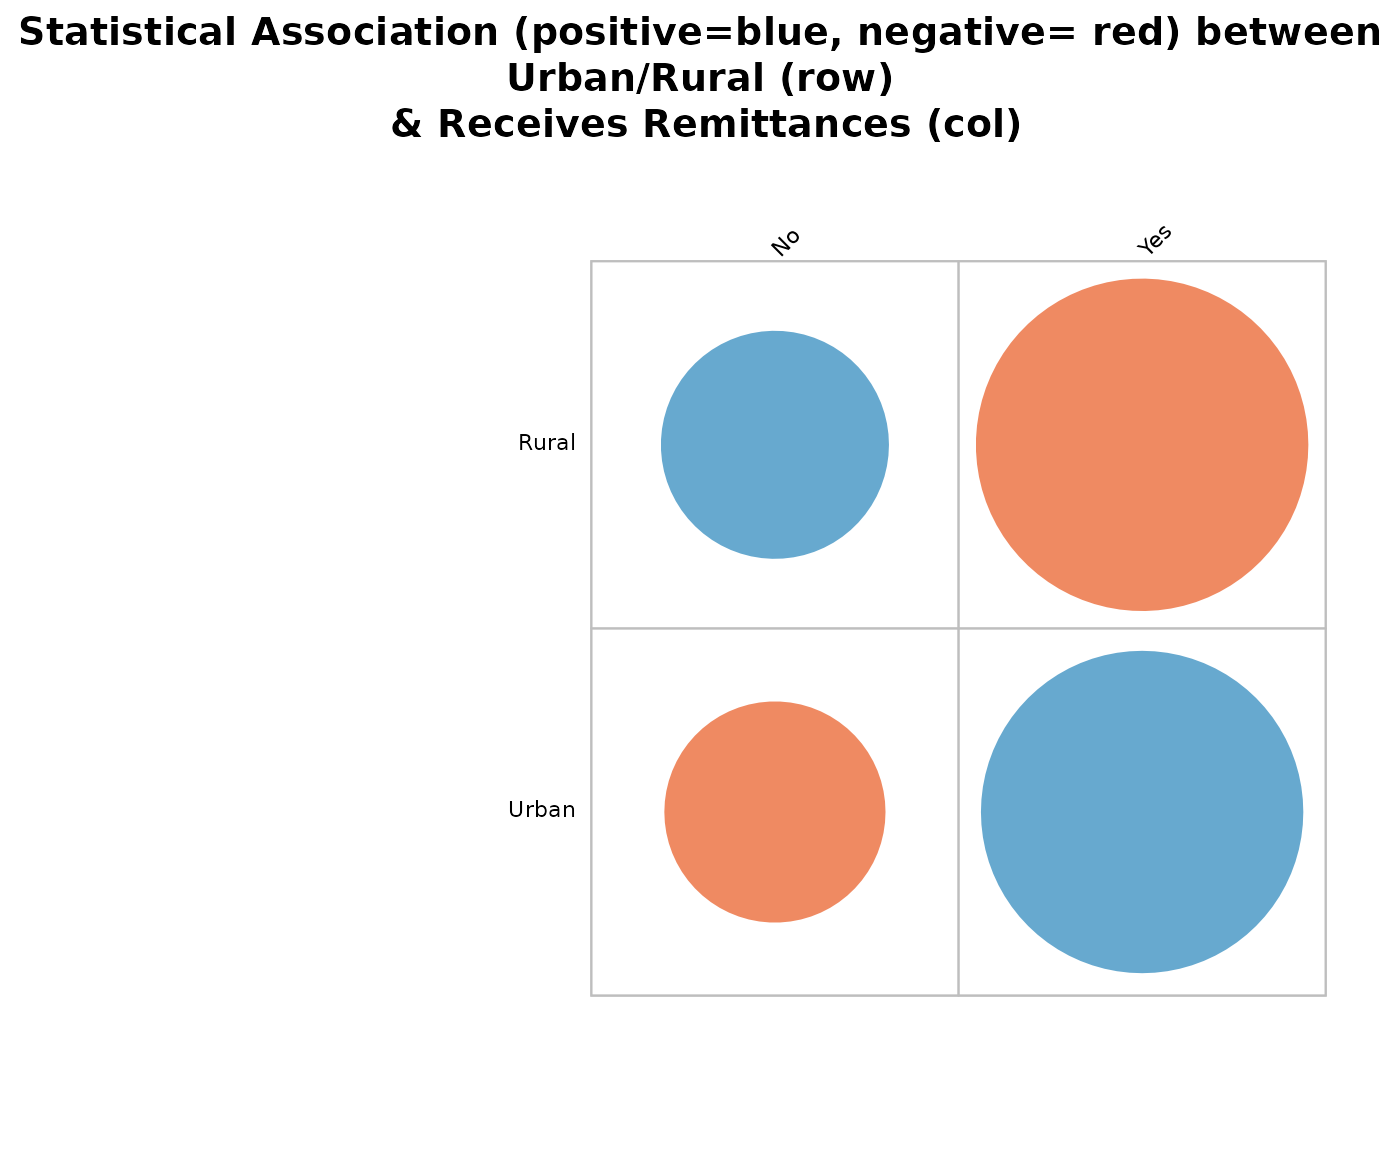 Statistical Association (positive=blue, negative= red) between
Urban/Rural (row)
& Receives Remittances (col)
No
Yes
Rural
Urban